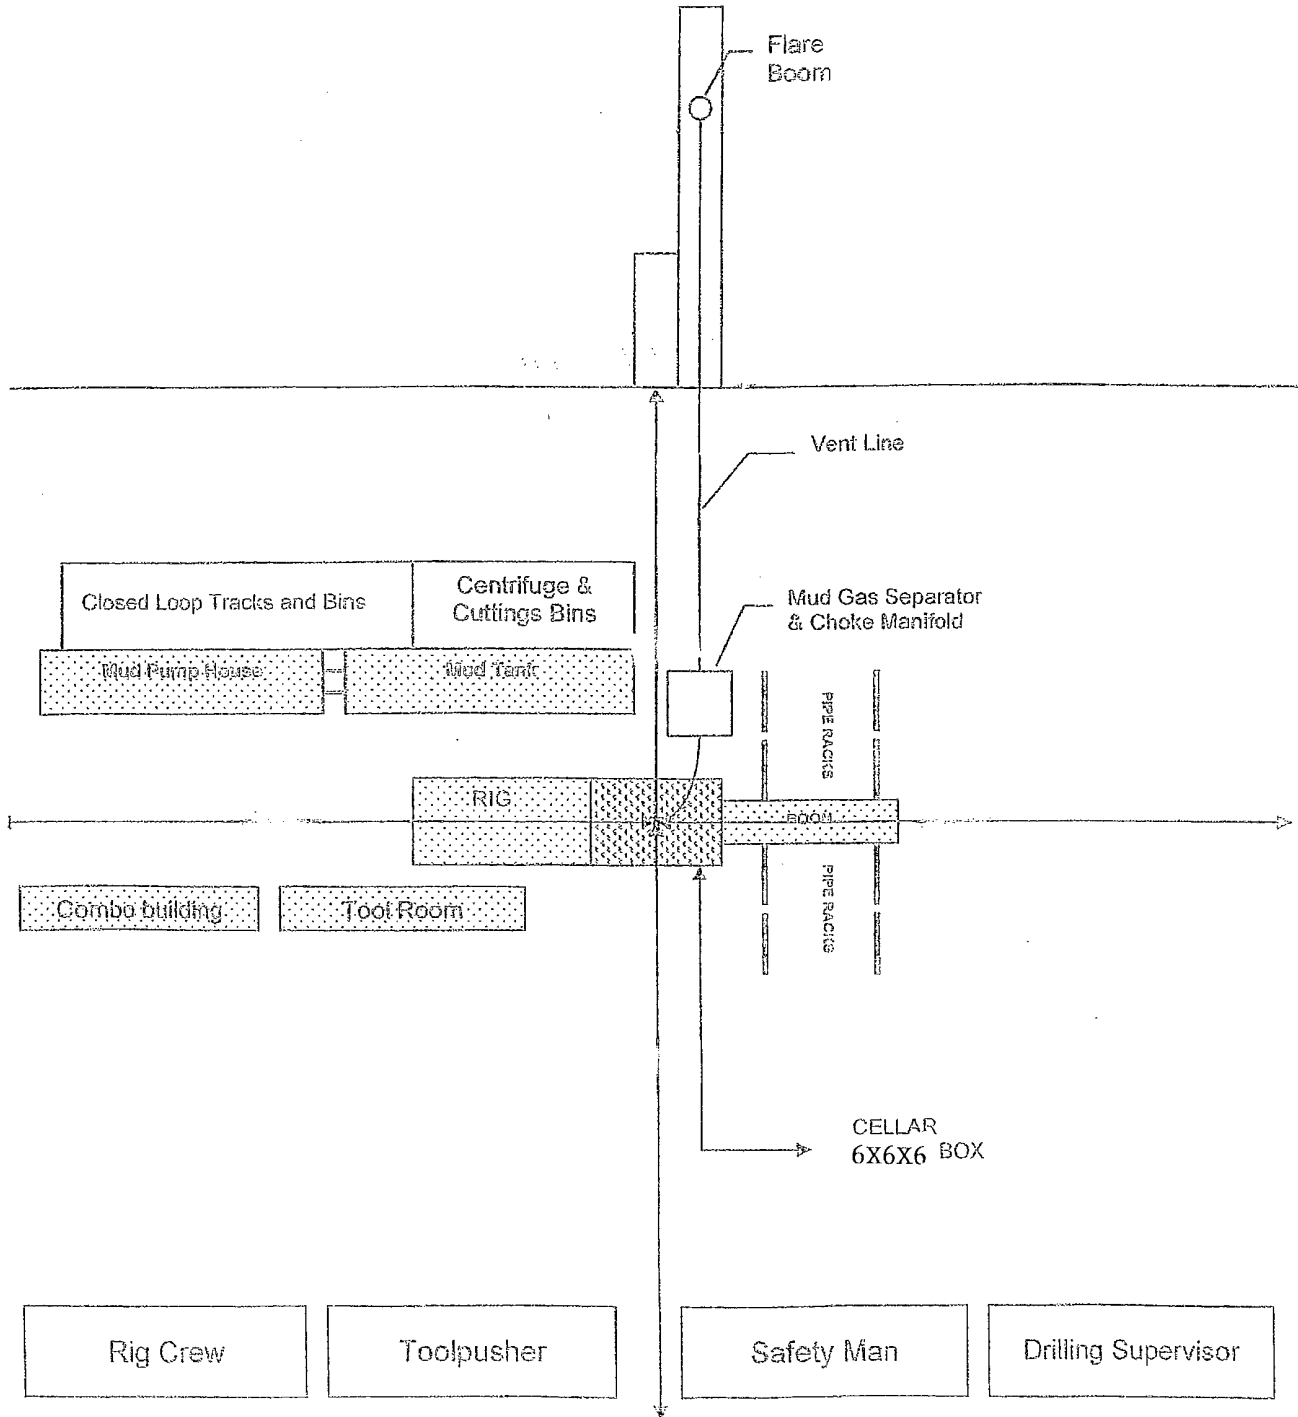 Flare
Boom
Vent Line
Closed Loop Tracks and Bins
Centrifuge &
Cuttings Bins
Mud Gas Separator
& Choke Manifold
Mud Pump House
Mud Tank
PIPE RACKS
RIG
Combo building
Tool Room
PIPE RACKS
CELLAR
6X6X6 BOX
Rig Crew
Toolpusher
Safety Man
Drilling Supervisor